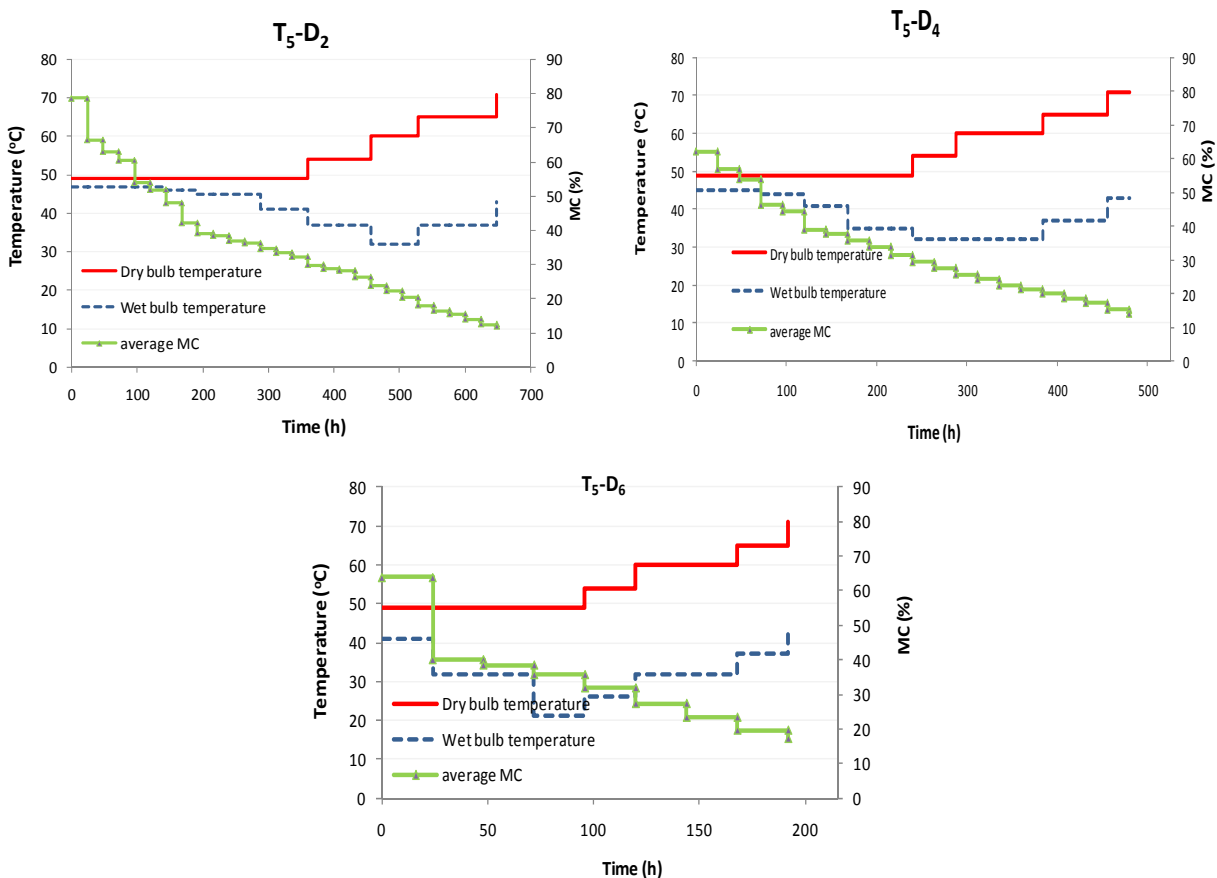 T5-D2
80
70
60
50
40
30
20
10
0
Temperature (°C)
90
80
70
60
50
40
30
20
10
0
MC (%)
Dry bulb temperature
Wet bulb temperature
average MC
0 100 200 300 400 500 600 700
Time (h)
T5-D4
80
70
60
50
40
30
20
10
0
Temperature (°C)
90
80
70
60
50
40
30
20
10
0
MC (%)
Dry bulb temperature
Wet bulb temperature
average MC
0 100 200 300 400 500
Time (h)
T5-D6
80
70
60
50
40
30
20
10
0
Temperature (°C)
90
80
70
60
50
40
30
20
10
0
MC (%)
Dry bulb temperature
Wet bulb temperature
average MC
0 50 100 150 200
Time (h)